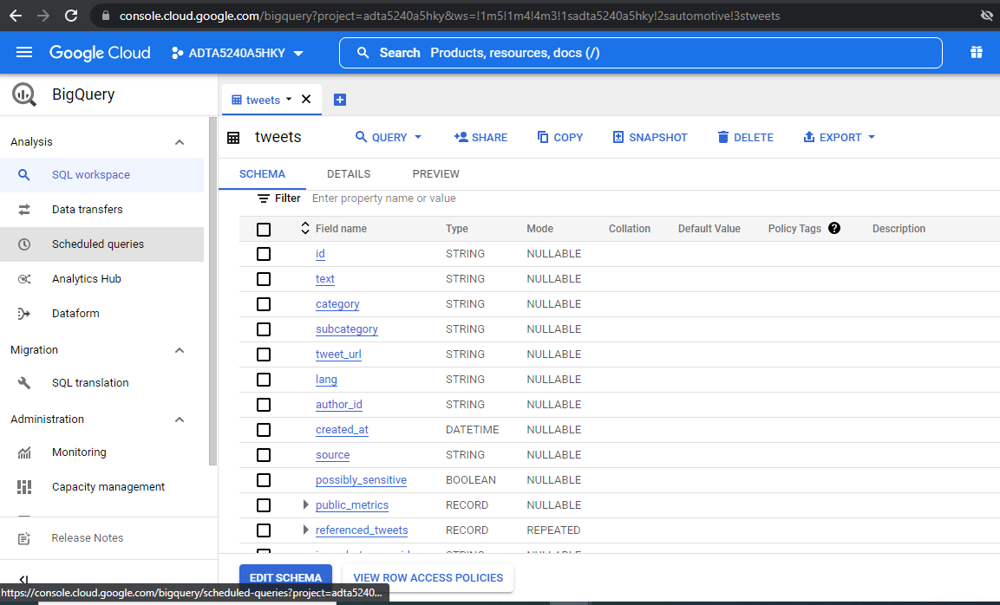 console.cloud.google.com/bigquery?project=adta5240a5hky&ws=!1m5!1m4!4m3!1sadta5240a5hky!2sautomotive!3stweets
Google Cloud ADTA5240A5HKY Search Products, resources, docs (/)
BigQuery
tweets
Analysis
SQL workspace
Data transfers
Scheduled queries
Analytics Hub
Dataform
Migration
SQL translation
Administration
Monitoring
Capacity management
Release Notes
tweets QUERY SHARE COPY SNAPSHOT DELETE EXPORT
SCHEMA DETAILS PREVIEW
Filter Enter property name or value
Field name Type Mode Collation Default Value Policy Tags ? Description
id STRING NULLABLE
text STRING NULLABLE
category STRING NULLABLE
subcategory STRING NULLABLE
tweet_url STRING NULLABLE
lang STRING NULLABLE
author_id STRING NULLABLE
created_at DATETIME NULLABLE
source STRING NULLABLE
possibly_sensitive BOOLEAN NULLABLE
public_metrics RECORD NULLABLE
referenced_tweets RECORD REPEATED
EDIT SCHEMA VIEW ROW ACCESS POLICIES
https://console.cloud.google.com/bigquery/scheduled-queries?project=adta5240...